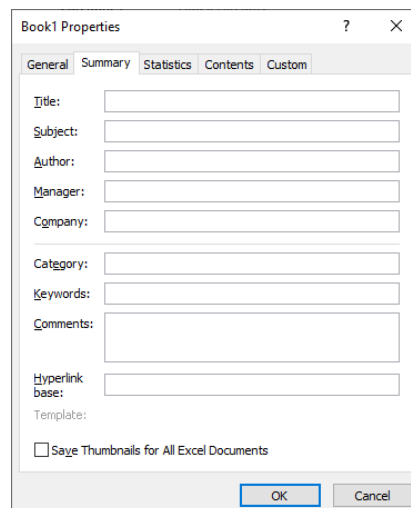 Book1 Properties ?
General Summary Statistics Contents Custom
Title:
Subject:
Author:
Manager:
Company:
Category:
Keywords:
Comments:
Hyperlink
base:
Template:
Save Thumbnails for All Excel Documents
OK Cancel